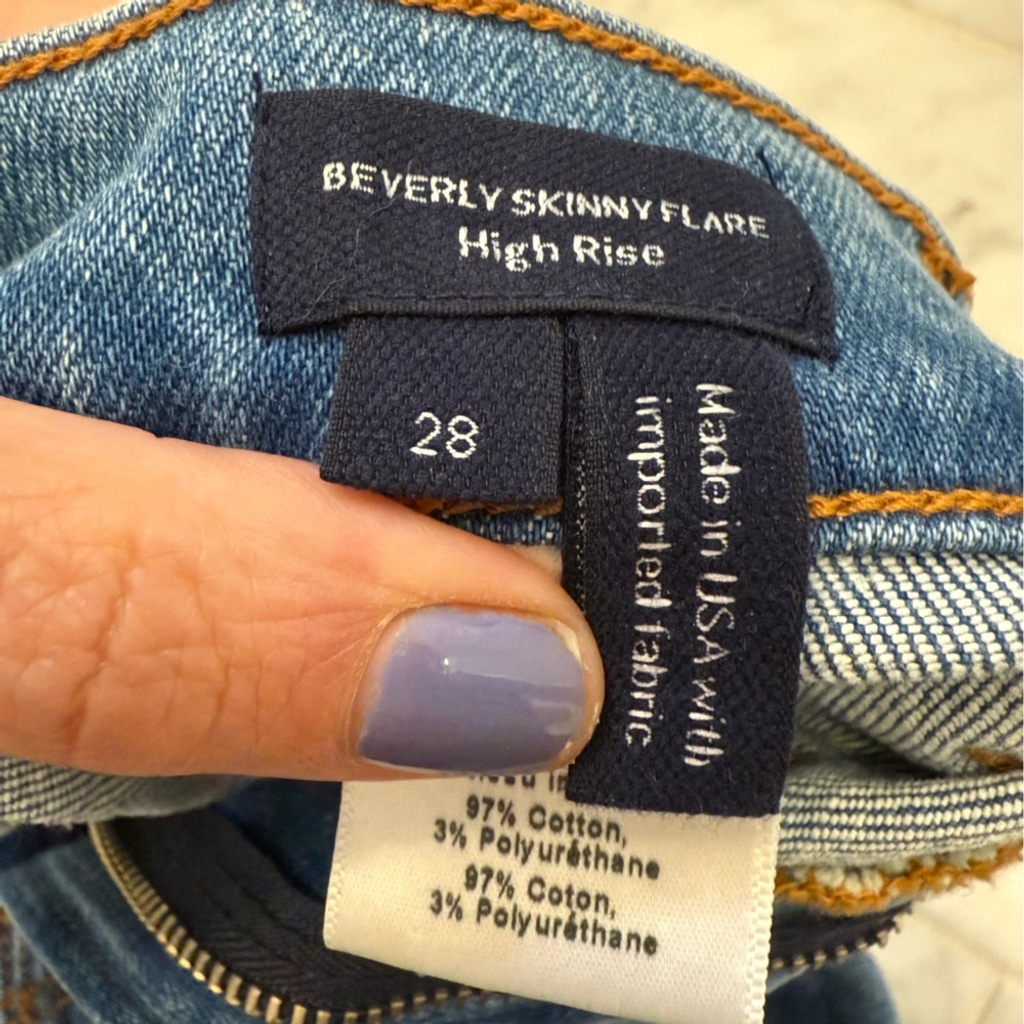 BEVERLY SKINNY FLARE
High Rise
28
Made in USA with
imported fabric
97% Cotton,
3% Polyuréthane
97% Coton,
3% Polyuréthane